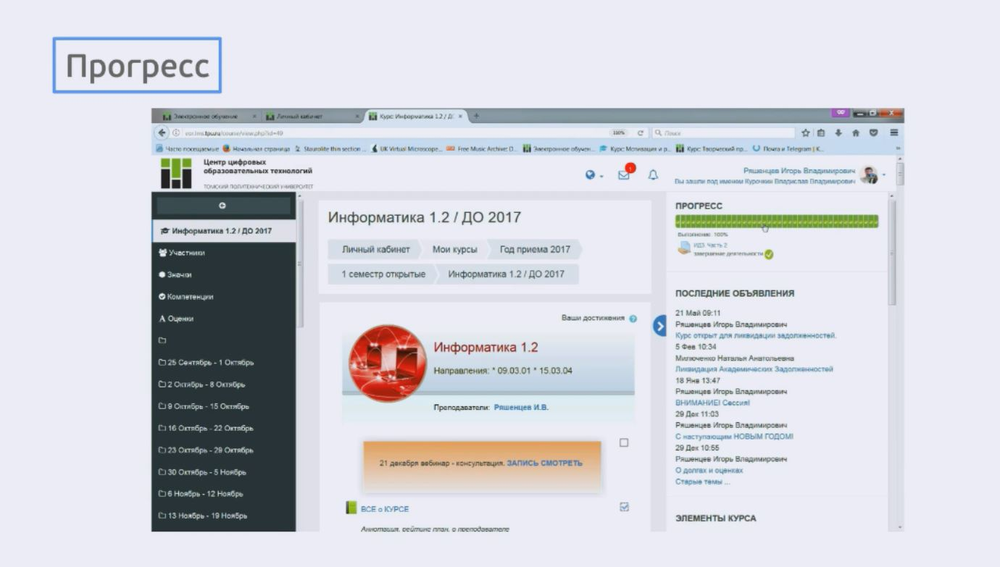 Прогресс
Электронное обучение × Личный кабинет × Курс: Информатика 1.2 / ДО × +
eor.lms.tpu.ru/course/view.php?id=49 110% Поиск
Часто посещаемые Начальная страница Staurolite thin section ... UK Virtual Microscope... Free Music Archive: D... Электронное обучен... Курс: Мотивация и р... Курс: Творческий пр... Почта и Telegram | К...
Центр цифровых
образовательных технологий
ТОМСКИЙ ПОЛИТЕХНИЧЕСКИЙ УНИВЕРСИТЕТ
1
Ряшенцев Игорь Владимирович
Вы зашли под именем Курочкин Владислав Владимирович
Информатика 1.2 / ДО 2017
Участники
Значки
Компетенции
Оценки
25 Сентябрь - 1 Октябрь
2 Октябрь - 8 Октябрь
9 Октябрь - 15 Октябрь
16 Октябрь - 22 Октябрь
23 Октябрь - 29 Октябрь
30 Октябрь - 5 Ноябрь
6 Ноябрь - 12 Ноябрь
13 Ноябрь - 19 Ноябрь
Информатика 1.2 / ДО 2017
Личный кабинет Мои курсы Год приема 2017
1 семестр открытые Информатика 1.2 / ДО 2017
Ваши достижения
Информатика 1.2
Направления: * 09.03.01 * 15.03.04
Преподаватели: Ряшенцев И.В.
21 декабря вебинар - консультация. ЗАПИСЬ СМОТРЕТЬ
ВСЕ о КУРСЕ
Аннотация, рейтинг план, о преподавателе
ПРОГРЕСС
Выполнение: 100%
ИДЗ. Часть 2
завершение деятельности
ПОСЛЕДНИЕ ОБЪЯВЛЕНИЯ
21 Май 09:11
Ряшенцев Игорь Владимирович
Курс открыт для ликвидации задолженностей.
5 Фев 10:34
Милюченко Наталья Анатольевна
Ликвидация Академических Задолженностей
18 Янв 13:47
Ряшенцев Игорь Владимирович
ВНИМАНИЕ! Сессия!
29 Дек 11:03
Ряшенцев Игорь Владимирович
С наступающим НОВЫМ ГОДОМ!
29 Дек 10:55
Ряшенцев Игорь Владимирович
О долгах и оценках
Старые темы ...
ЭЛЕМЕНТЫ КУРСА